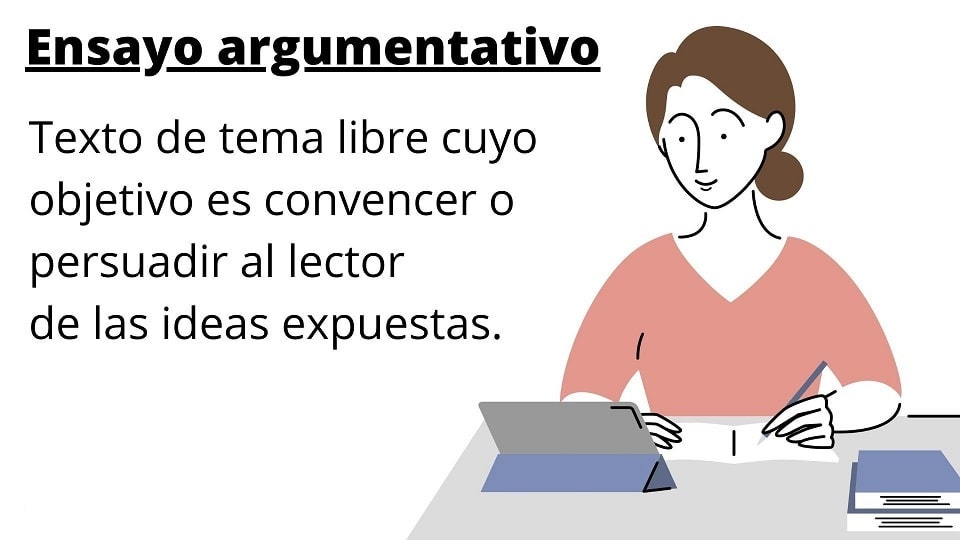 Ensayo argumentativo
Texto de tema libre cuyo
objetivo es convencer o
persuadir al lector
de las ideas expuestas.